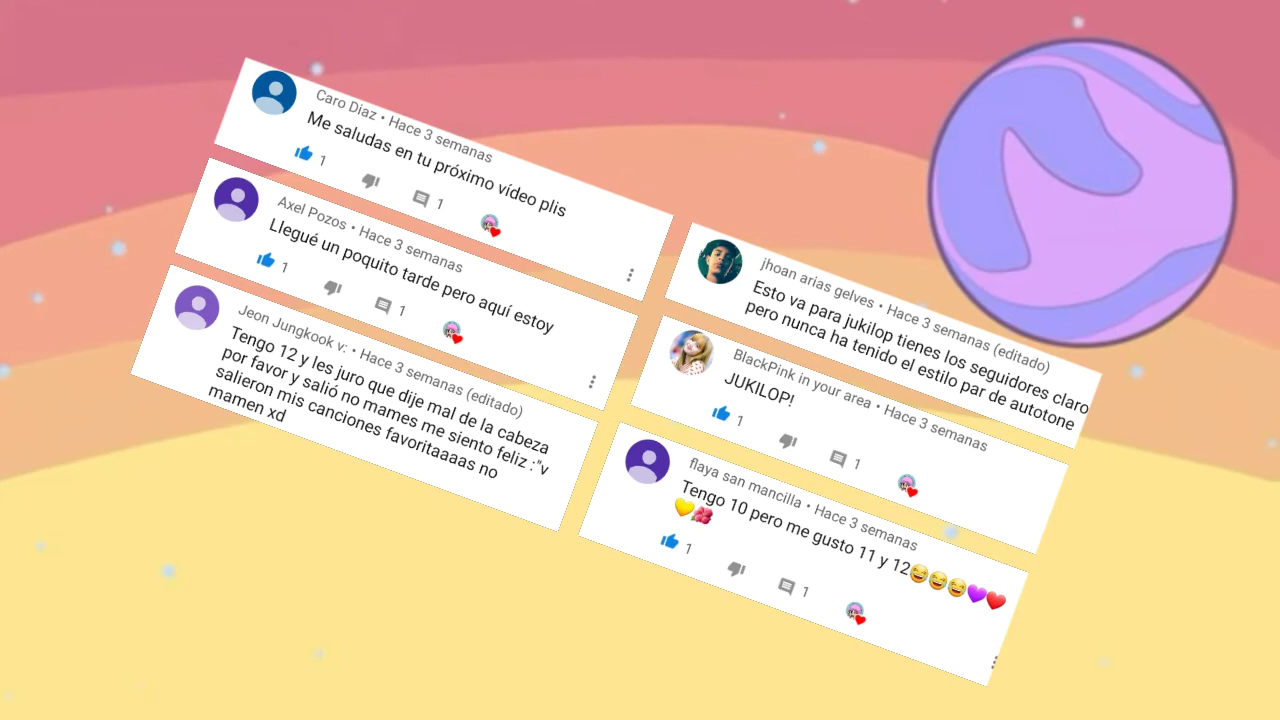 Caro Diaz • Hace 3 semanas
Me saludas en tu próximo vídeo plis
1
1
Axel Pozos • Hace 3 semanas
Llegué un poquito tarde pero aquí estoy
1
1
Jeon Jungkook v: • Hace 3 semanas (editado)
Tengo 12 y les juro que dije mal de la cabeza
por favor y salió no mames me siento feliz :"v
salieron mis canciones favoritaaaas no
mamen xd
jhoan arias gelves • Hace 3 semanas (editado)
Esto va para jukilop tienes los seguidores claro
pero nunca ha tenido el estilo par de autotone
BlackPink in your area • Hace 3 semanas
JUKILOP!
1
1
flaya san mancilla • Hace 3 semanas
Tengo 10 pero me gusto 11 y 12😂😂😂💜❤️
💛🌺
1
1